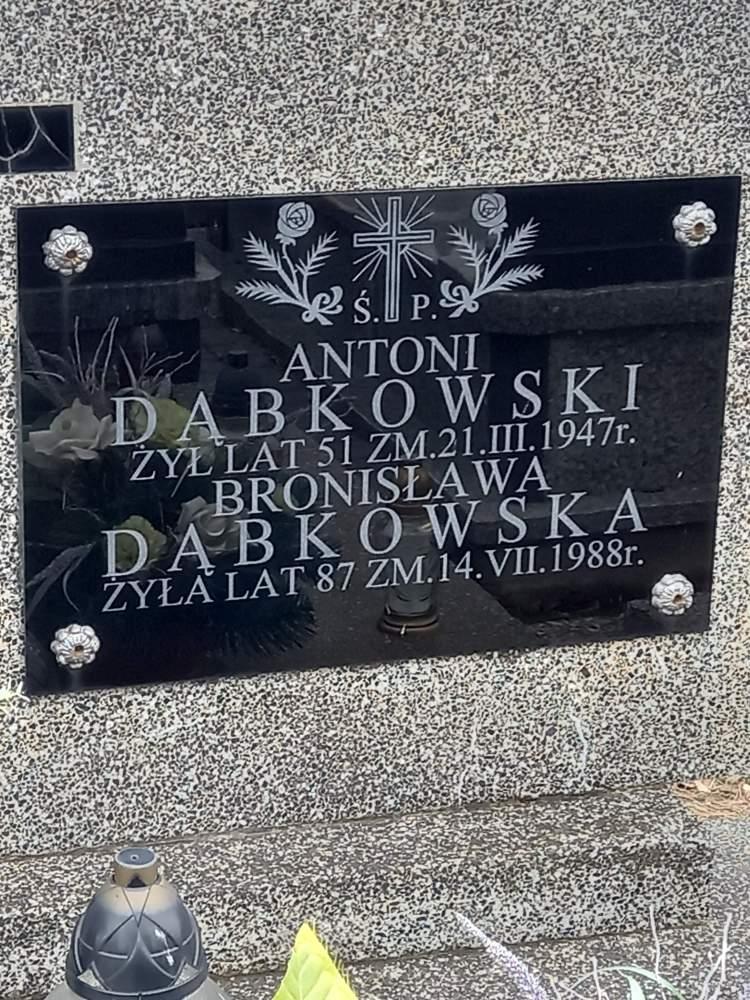 Ś. P.
ANTONI
DĄBKOWSKI
ŻYŁ LAT 51 ZM.21.III.1947r.
BRONISŁAWA
DĄBKOWSKA
ŻYŁA LAT 87 ZM.14.VII.1988r.